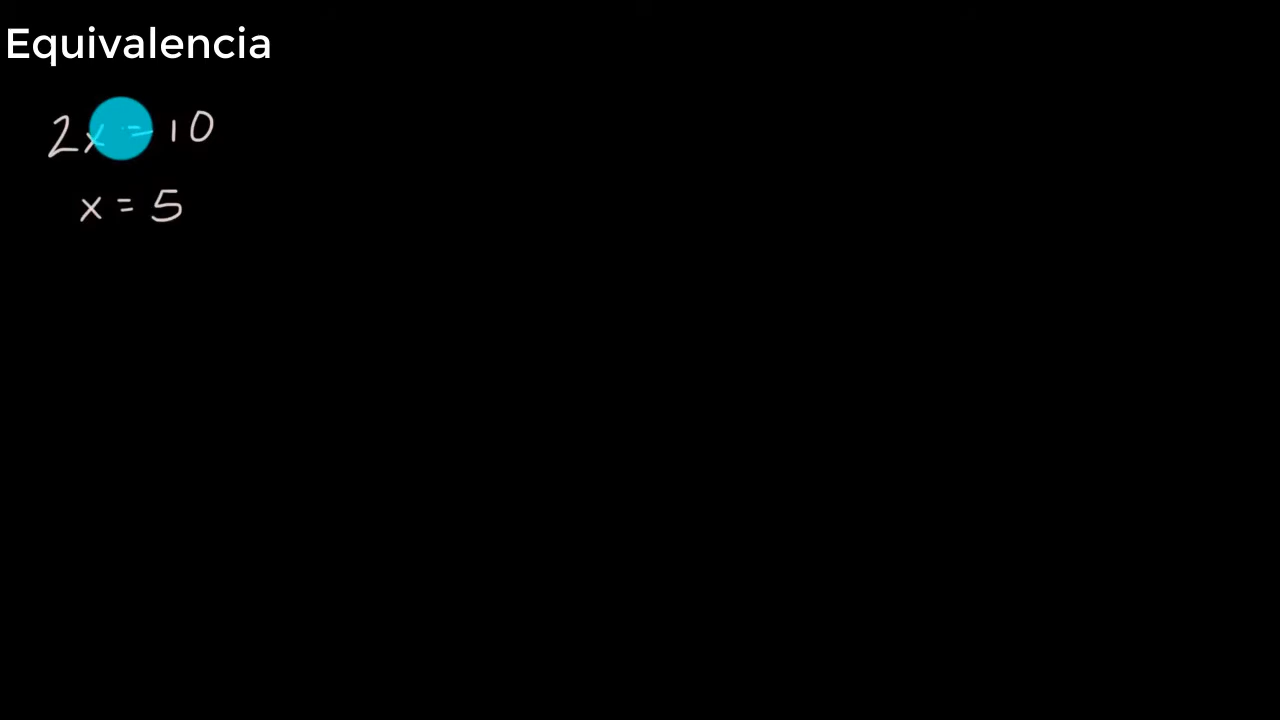 Equivalencia
2x = 10
x = 5